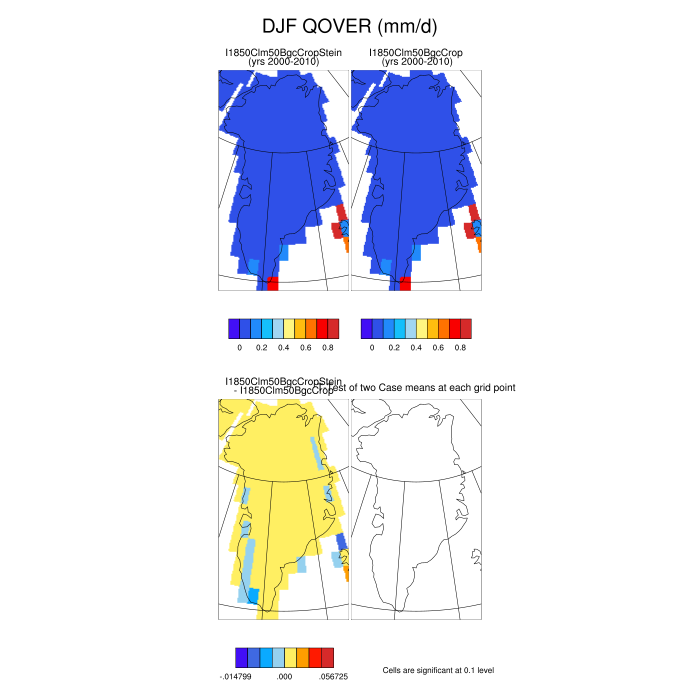 DJF QOVER (mm/d)
I1850Clm50BgcCropStein
(yrs 2000-2010)
I1850Clm50BgcCrop
(yrs 2000-2010)
0 0.2 0.4 0.6 0.8
0 0.2 0.4 0.6 0.8
I1850Clm50BgcCropStein
- I1850Clm50BgcCrop
Test of two Case means at each grid point
-.014799 .000 .056725
Cells are significant at 0.1 level